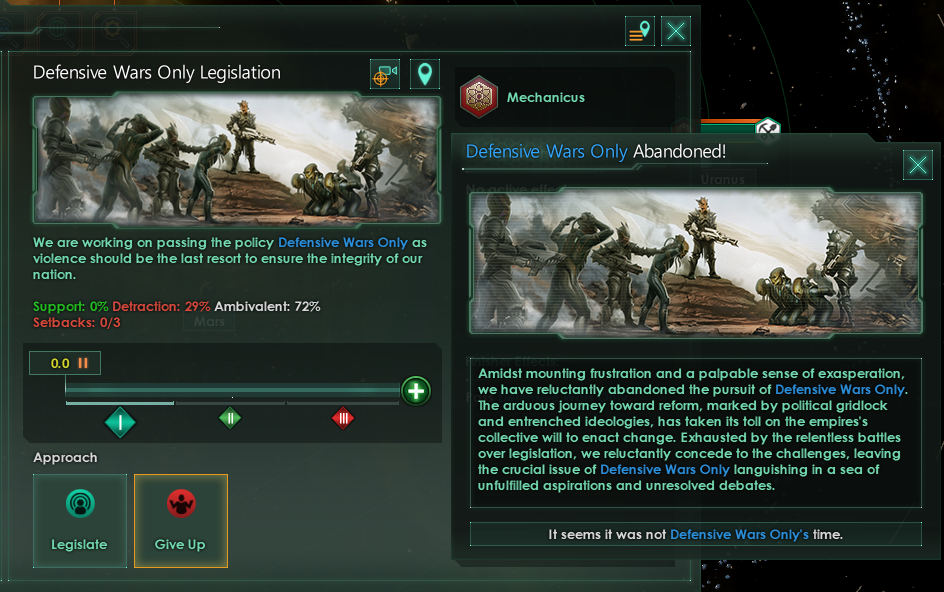 Defensive Wars Only Legislation
We are working on passing the policy Defensive Wars Only as
violence should be the last resort to ensure the integrity of our
nation.
Support: 0% Detraction: 29% Ambivalent: 72%
Setbacks: 0/3
Mars
0.0
I
II
III
Approach
Legislate
Give Up
Mechanicus
Uranus
Defensive Wars Only Abandoned!
Amidst mounting frustration and a palpable sense of exasperation,
we have reluctantly abandoned the pursuit of Defensive Wars Only.
The arduous journey toward reform, marked by political gridlock
and entrenched ideologies, has taken its toll on the empires's
collective will to enact change. Exhausted by the relentless battles
over legislation, we reluctantly concede to the challenges, leaving
the crucial issue of Defensive Wars Only languishing in a sea of
unfulfilled aspirations and unresolved debates.
It seems it was not Defensive Wars Only's time.